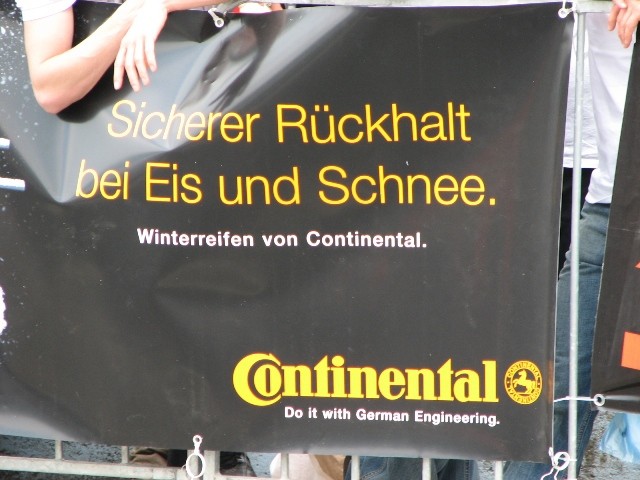 Sicherer Rückhalt
bei Eis und Schnee.
Winterreifen von Continental.
Continental
Do it with German Engineering.